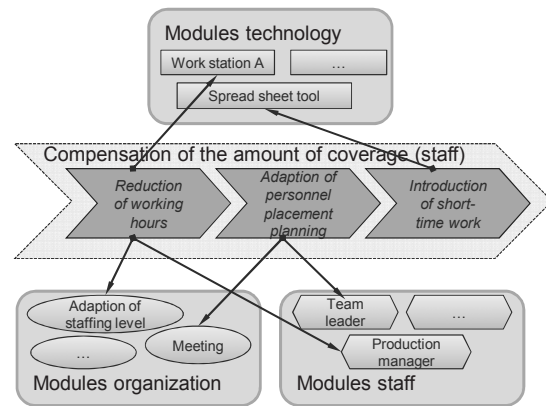 Modules technology
Work station A
...
Spread sheet tool
Compensation of the amount of coverage (staff)
Reduction
of working
hours
Adaption of
personnel
placement
planning
Introduction
of short-
time work
Adaption of
staffing level
...
Meeting
Modules organization
Team
leader
...
Production
manager
Modules staff